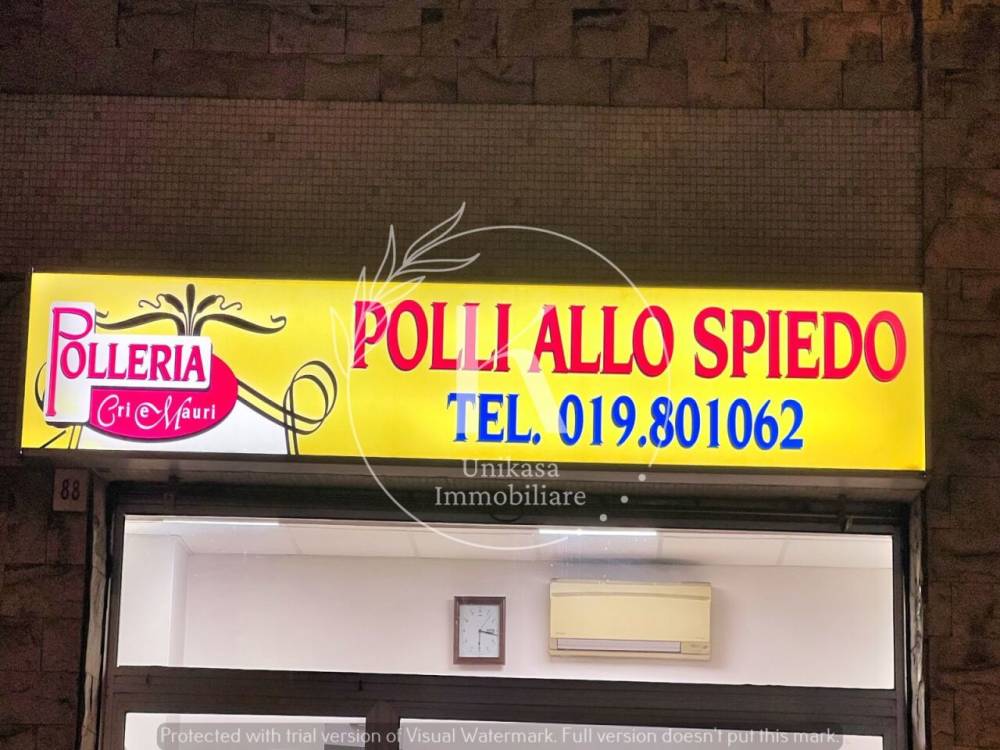 POLLERIA
Cri e Mauri
POLLI ALLO SPIEDO
TEL. 019.801062
Unikasa
Immobiliare
88
Protected with trial version of Visual Watermark. Full version doesn't put this mark.